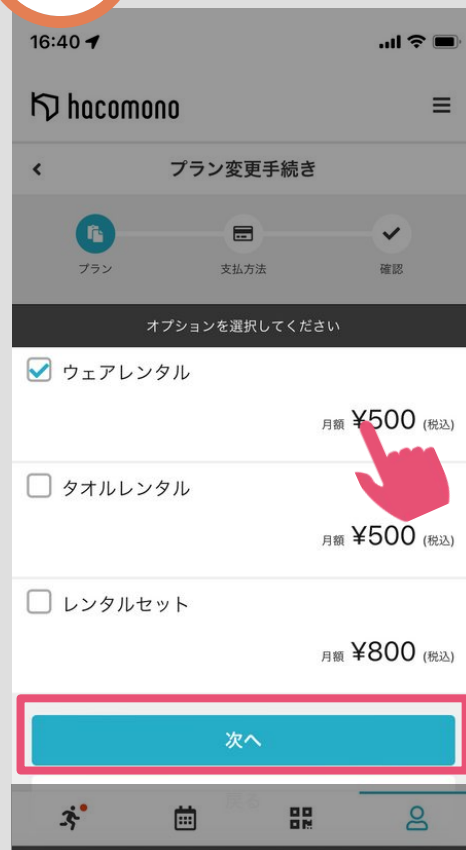 16:40
hacomono
プラン変更手続き
プラン
支払方法
確認
オプションを選択してください
ウェアレンタル
月額 ¥500 (税込)
タオルレンタル
月額 ¥500 (税込)
レンタルセット
月額 ¥800 (税込)
次へ
戻る